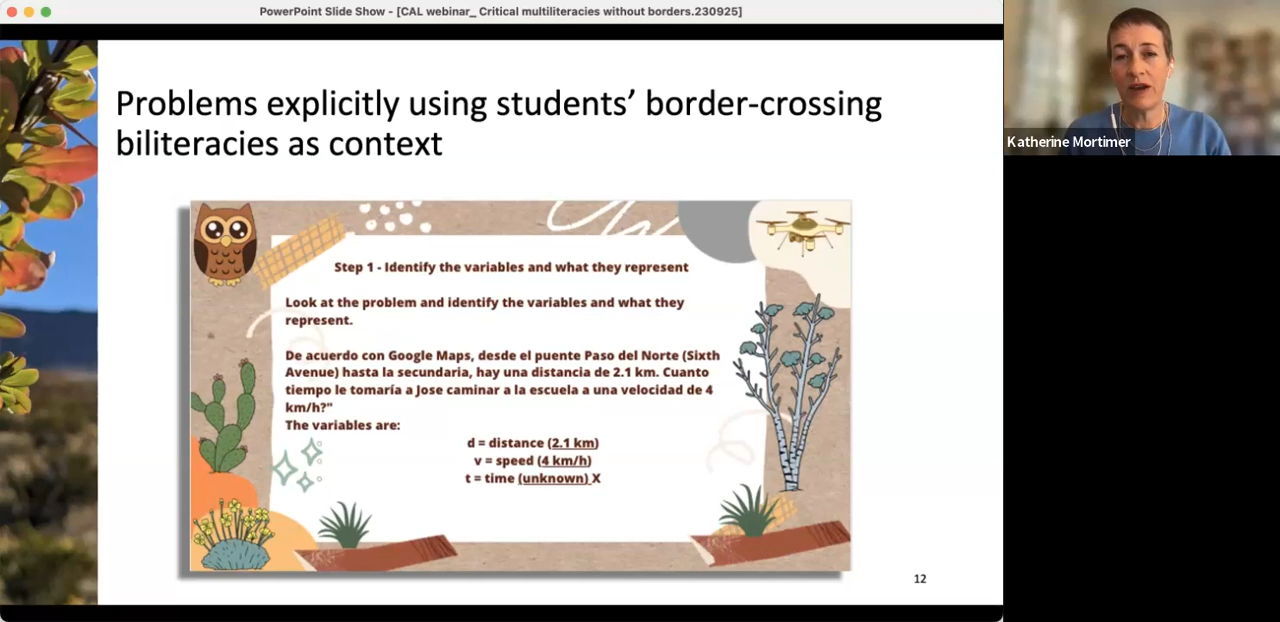 PowerPoint Slide Show - [CAL webinar_ Critical multiliteracies without borders.230925]
Katherine Mortimer
Problems explicitly using students’ border-crossing
biliteracies as context
Step 1 - Identify the variables and what they represent
Look at the problem and identify the variables and what they
represent.
De acuerdo con Google Maps, desde el puente Paso del Norte (Sixth
Avenue) hasta la secundaria, hay una distancia de 2.1 km. Cuanto
tiempo le tomaría a Jose caminar a la escuela a una velocidad de 4
km/h?"
The variables are:
d = distance (2.1 km)
v = speed (4 km/h)
t = time (unknown) X
12